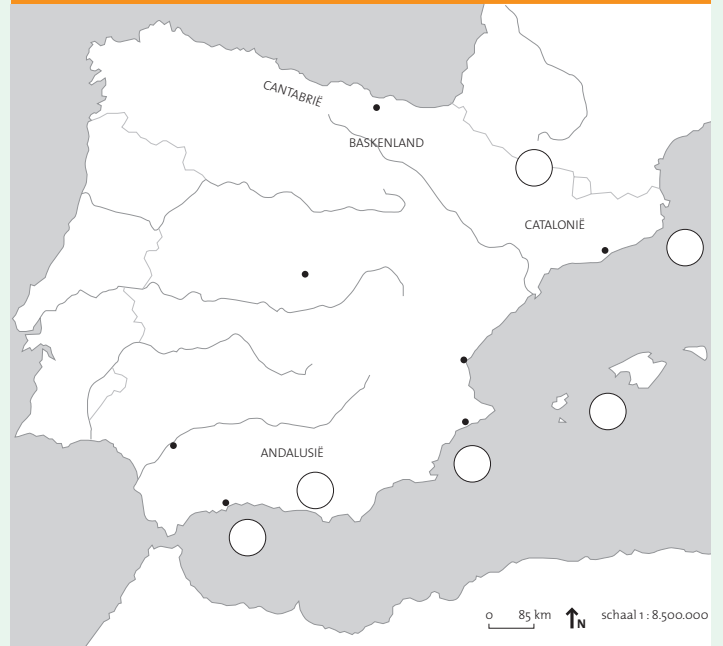 CANTABRIË
BASKENLAND
CATALONIË
ANDALUSIË
0 85 km N schaal 1 : 8.500.000